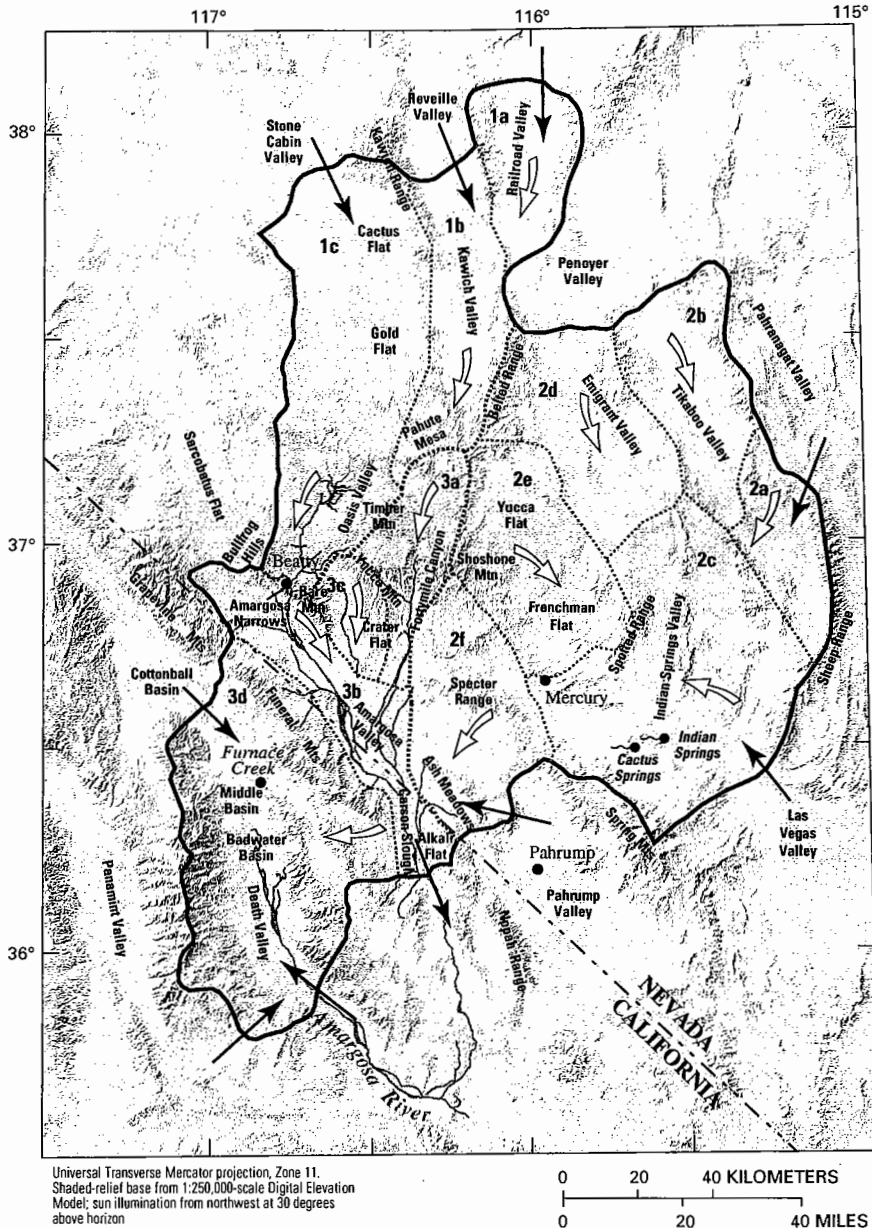 117°
116°
115°
38°
37°
36°
Stone
Cabin
Valley
Kawich Range
Reveille
Valley
1a
Railroad Valley
1b
1c
Cactus
Flat
Kawich Valley
Penoyer
Valley
Gold
Flat
2b
Pahranagat Valley
Belted Range
2d
Emigrant Valley
Tikaboo Valley
Pahute
Mesa
Sarcobatus Flat
Oasis Valley
3a
2e
Timber
Mtn
Yucca
Flat
2a
Bullfrog
Hills
Beatty
Yucca Mtn
Fortymile Canyon
Shoshone
Mtn
2c
Grapevine Mts
3c
Bare
Mtn
Amargosa
Narrows
Crater
Flat
Frenchman
Flat
Spotted Range
Indian Springs Valley
Sheep Range
2f
Cottonball
Basin
3d
3b
Specter
Range
Mercury
Funeral Mts
Amargosa
Valley
Indian
Springs
Cactus
Springs
Furnace
Creek
Middle
Basin
Ash Meadows
Las
Vegas
Valley
Badwater
Basin
Carson Slough
Alkali
Flat
Spring Mts
Pahrump
Pahrump
Valley
Panamint Valley
Death Valley
Nopah Range
NEVADA
CALIFORNIA
Amargosa River
Universal Transverse Mercator projection, Zone 11.
Shaded-relief base from 1:250,000-scale Digital Elevation
Model; sun illumination from northwest at 30 degrees
above horizon
0 20 40 KILOMETERS
0 20 40 MILES